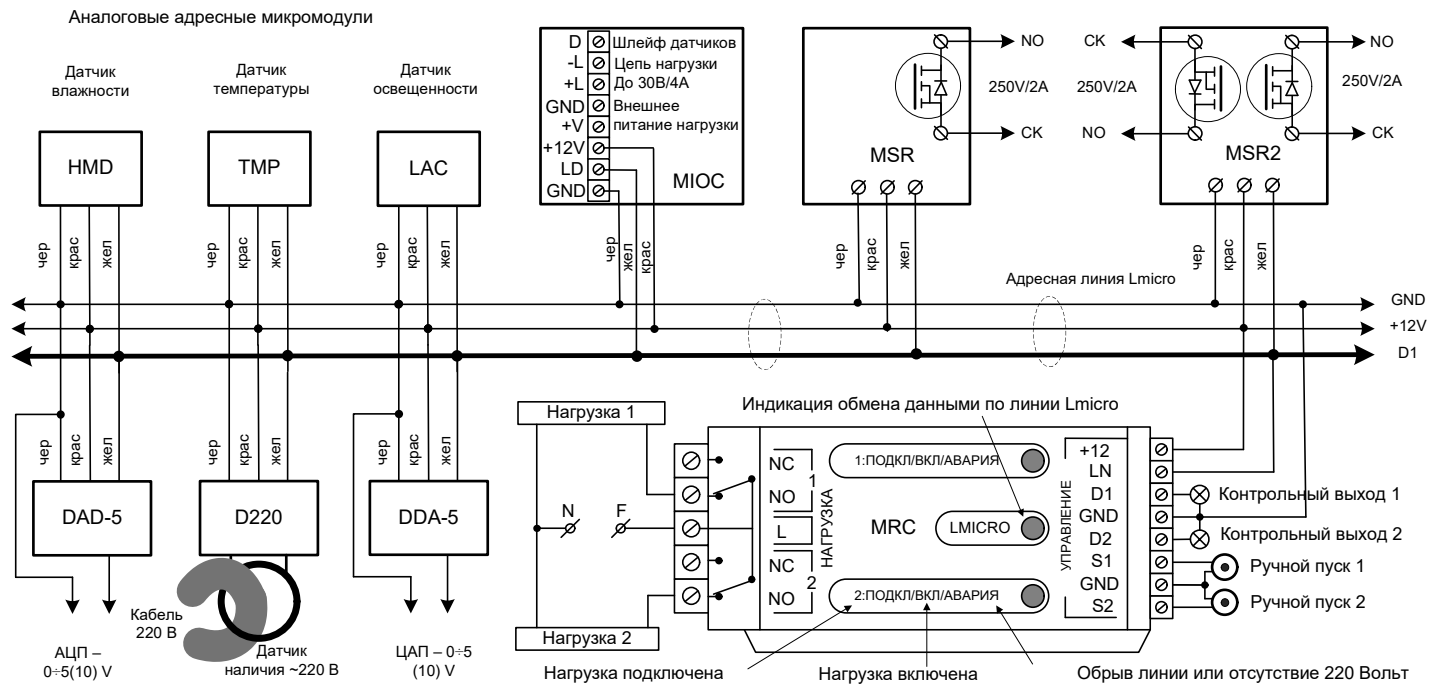 Аналоговые адресные микромодули
Датчик
влажности
Датчик
температуры
Датчик
освещенности
HMD
TMP
LAC
D
Шлейф датчиков
-L
Цепь нагрузки
+L
До 30В/4А
GND
Внешнее
+V
питание нагрузки
+12V
LD
GND
MIOC
NO
250V/2A
CK
MSR
CK
NO
250V/2A
250V/2A
NO
CK
MSR2
чер
крас
жел
чер
крас
жел
чер
крас
жел
чер
жел
крас
чер
крас
жел
чер
крас
жел
Адресная линия Lmicro
GND
+12V
D1
чер
крас
жел
чер
крас
жел
чер
крас
жел
DAD-5
D220
DDA-5
АЦП –
0÷5(10) V
Кабель
220 В
Датчик
наличия ~220 В
ЦАП – 0÷5
(10) V
Индикация обмена данными по линии Lmicro
Нагрузка 1
N
F
Нагрузка 2
NC
1
NO
L
NC
2
NO
НАГРУЗКА
1:ПОДКЛ/ВКЛ/АВАРИЯ
MRC
LMICRO
2:ПОДКЛ/ВКЛ/АВАРИЯ
УПРАВЛЕНИЕ
+12
LN
D1
GND
D2
S1
GND
S2
Контрольный выход 1
Контрольный выход 2
Ручной пуск 1
Ручной пуск 2
Нагрузка подключена
Нагрузка включена
Обрыв линии или отсутствие 220 Вольт